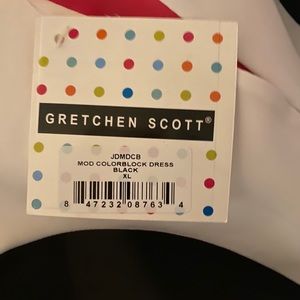 GRETCHEN SCOTT®
JDMDCB
MOD COLORBLOCK DRESS
BLACK
XL
8 47232 08763 4